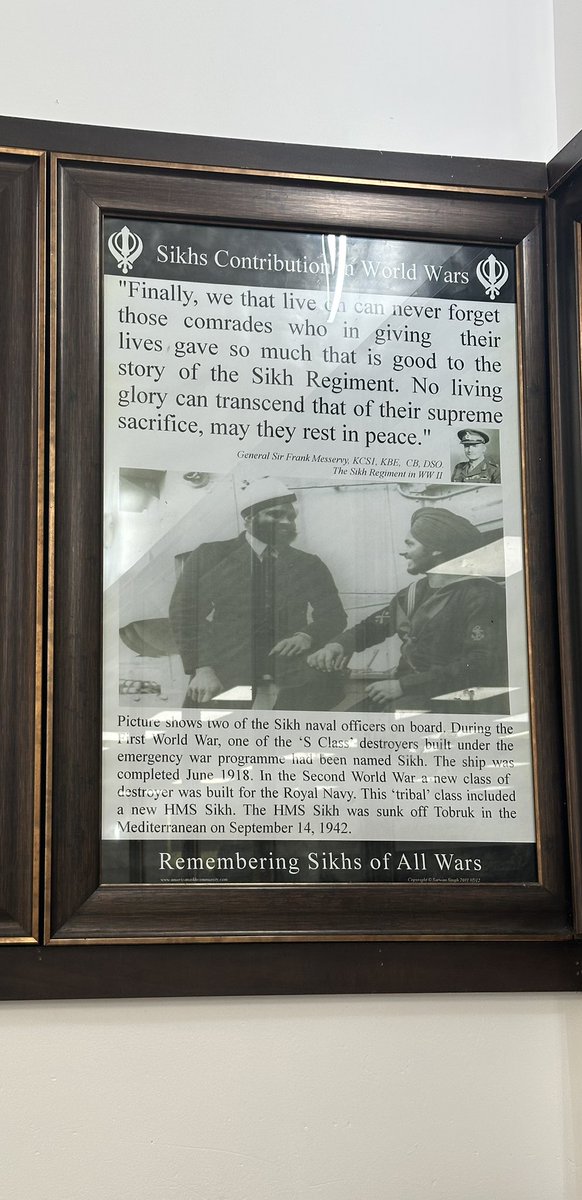 Sikhs Contribution in World Wars
"Finally, we that live on can never forget
those comrades who in giving their
lives gave so much that is good to the
story of the Sikh Regiment. No living
glory can transcend that of their supreme
sacrifice, may they rest in peace."
General Sir Frank Messervy, KCSI, KBE, CB, DSO
The Sikh Regiment in WW II
Picture shows two of the Sikh naval officers on board. During the
First World War, one of the ‘S Class’ destroyers built under the
emergency war programme had been named Sikh. The ship was
completed June 1918. In the Second World War a new class of
destroyer was built for the Royal Navy. This ‘tribal’ class included
a new HMS Sikh. The HMS Sikh was sunk off Tobruk in the
Mediterranean on September 14, 1942.
Remembering Sikhs of All Wars